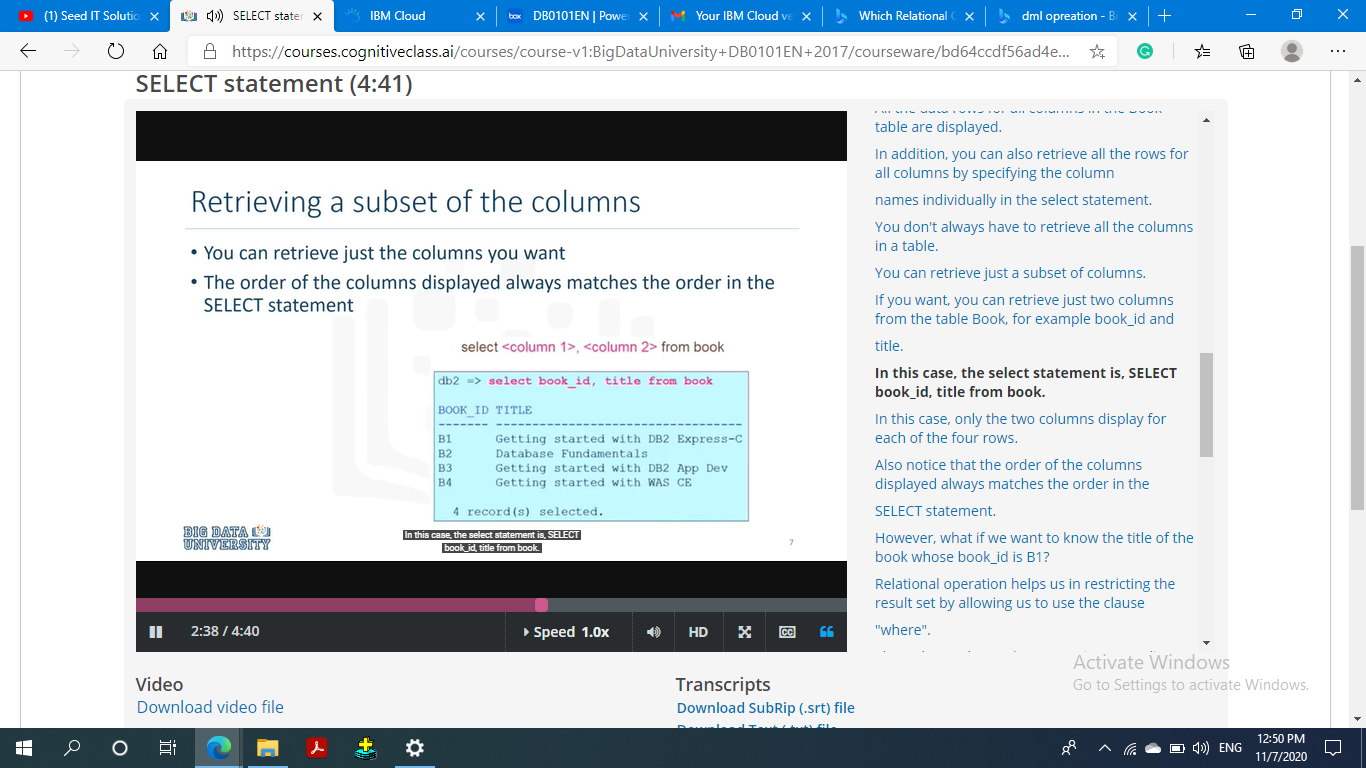 (1) Seed IT Solutio
SELECT stater
IBM Cloud
box
DB0101EN | Powe
Your IBM Cloud ve
Which Relational
dml opreation - Bi
https://courses.cognitiveclass.ai/courses/course-v1:BigDataUniversity+DB0101EN+2017/courseware/bd64ccdf56ad4e...
SELECT statement (4:41)
Retrieving a subset of the columns
• You can retrieve just the columns you want
• The order of the columns displayed always matches the order in the
SELECT statement
select <column 1>, <column 2> from book
db2 => select book_id, title from book
BOOK_ID TITLE
------- ----------------------------------
B1 Getting started with DB2 Express-C
B2 Database Fundamentals
B3 Getting started with DB2 App Dev
B4 Getting started with WAS CE
4 record(s) selected.
BIG DATA
UNIVERSITY
In this case, the select statement is, SELECT
book_id, title from book.
7
2:38 / 4:40
Speed 1.0x
HD
CC
All the data rows for all columns in the Book
table are displayed.
In addition, you can also retrieve all the rows for
all columns by specifying the column
names individually in the select statement.
You don't always have to retrieve all the columns
in a table.
You can retrieve just a subset of columns.
If you want, you can retrieve just two columns
from the table Book, for example book_id and
title.
In this case, the select statement is, SELECT
book_id, title from book.
In this case, only the two columns display for
each of the four rows.
Also notice that the order of the columns
displayed always matches the order in the
SELECT statement.
However, what if we want to know the title of the
book whose book_id is B1?
Relational operation helps us in restricting the
result set by allowing us to use the clause
"where".
Activate Windows
Go to Settings to activate Windows.
Video
Download video file
Transcripts
Download SubRip (.srt) file
Download Text (.txt) file
ENG
12:50 PM
11/7/2020